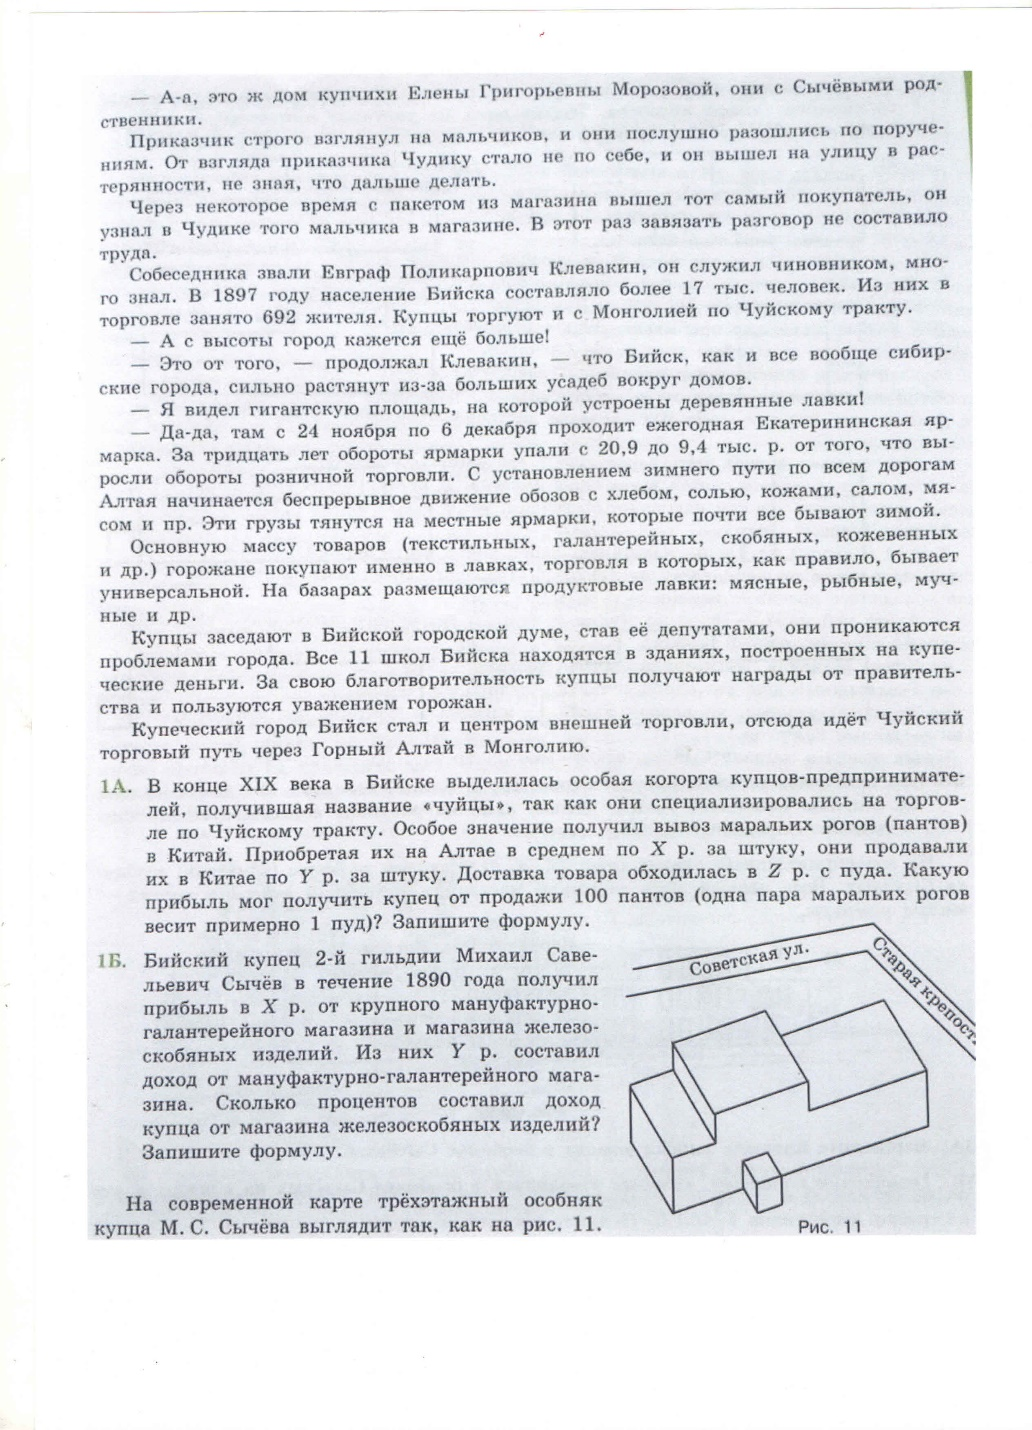 — А-а, это ж дом купчихи Елены Григорьевны Морозовой, они с Сычёвыми род-
ственники.
Приказчик строго взглянул на мальчиков, и они послушно разошлись по поруче-
ниям. От взгляда приказчика Чудику стало не по себе, и он вышел на улицу в рас-
терянности, не зная, что дальше делать.
Через некоторое время с пакетом из магазина вышел тот самый покупатель, он
узнал в Чудике того мальчика в магазине. В этот раз завязать разговор не составило
труда.
Собеседника звали Евграф Поликарпович Клевакин, он служил чиновником, мно-
го знал. В 1897 году население Бийска составляло более 17 тыс. человек. Из них в
торговле занято 692 жителя. Купцы торгуют и с Монголией по Чуйскому тракту.
— А с высоты город кажется ещё больше!
— Это от того, — продолжал Клевакин, — что Бийск, как и все вообще сибир-
ские города, сильно растянут из-за больших усадеб вокруг домов.
— Я видел гигантскую площадь, на которой устроены деревянные лавки!
— Да-да, там с 24 ноября по 6 декабря проходит ежегодная Екатерининская яр-
марка. За тридцать лет обороты ярмарки упали с 20,9 до 9,4 тыс. р. от того, что вы-
росли обороты розничной торговли. С установлением зимнего пути по всем дорогам
Алтая начинается беспрерывное движение обозов с хлебом, солью, кожами, салом, мя-
сом и пр. Эти грузы тянутся на местные ярмарки, которые почти все бывают зимой.
Основную массу товаров (текстильных, галантерейных, скобяных, кожевенных
и др.) горожане покупают именно в лавках, торговля в которых, как правило, бывает
универсальной. На базарах размещаются продуктовые лавки: мясные, рыбные, муч-
ные и др.
Купцы заседают в Бийской городской думе, став её депутатами, они проникаются
проблемами города. Все 11 школ Бийска находятся в зданиях, построенных на купе-
ческие деньги. За свою благотворительность купцы получают награды от правитель-
ства и пользуются уважением горожан.
Купеческий город Бийск стал и центром внешней торговли, отсюда идёт Чуйский
торговый путь через Горный Алтай в Монголию.
1А. В конце XIX века в Бийске выделилась особая когорта купцов-предпринимате-
лей, получившая название «чуйцы», так как они специализировались на торгов-
ле по Чуйскому тракту. Особое значение получил вывоз маральих рогов (пантов)
в Китай. Приобретая их на Алтае в среднем по X р. за штуку, они продавали
их в Китае по Y р. за штуку. Доставка товара обходилась в Z р. с пуда. Какую
прибыль мог получить купец от продажи 100 пантов (одна пара маральих рогов
весит примерно 1 пуд)? Запишите формулу.
1Б. Бийский купец 2-й гильдии Михаил Саве-
льевич Сычёв в течение 1890 года получил
прибыль в X р. от крупного мануфактурно-
галантерейного магазина и магазина железо-
скобяных изделий. Из них Y р. составил
доход от мануфактурно-галантерейного мага-
зина. Сколько процентов составил доход
купца от магазина железоскобяных изделий?
Запишите формулу.
На современной карте трёхэтажный особняк
купца М. С. Сычёва выглядит так, как на рис. 11.
Советская ул.
Старая крепост
Рис. 11